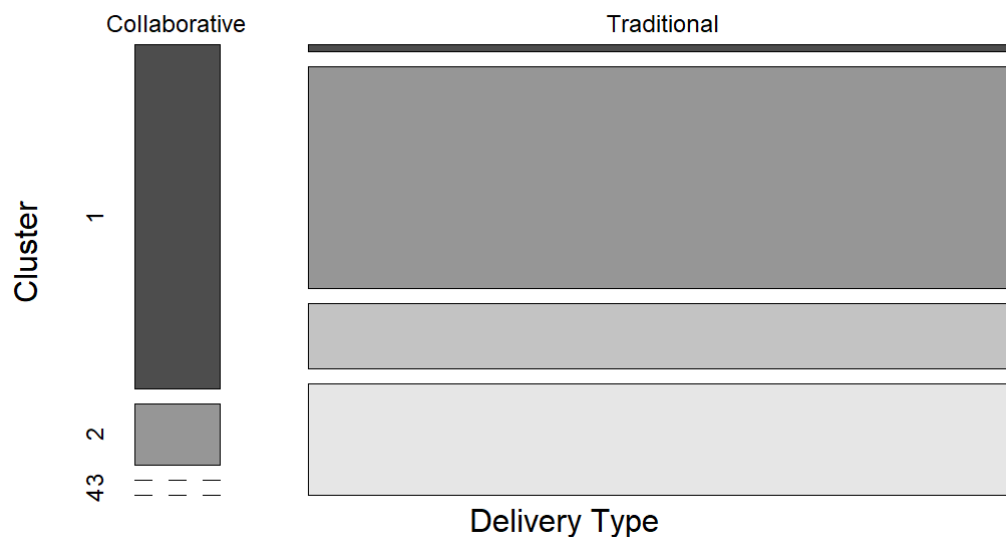 Collaborative
Traditional
Cluster
1
2
3
4
Delivery Type